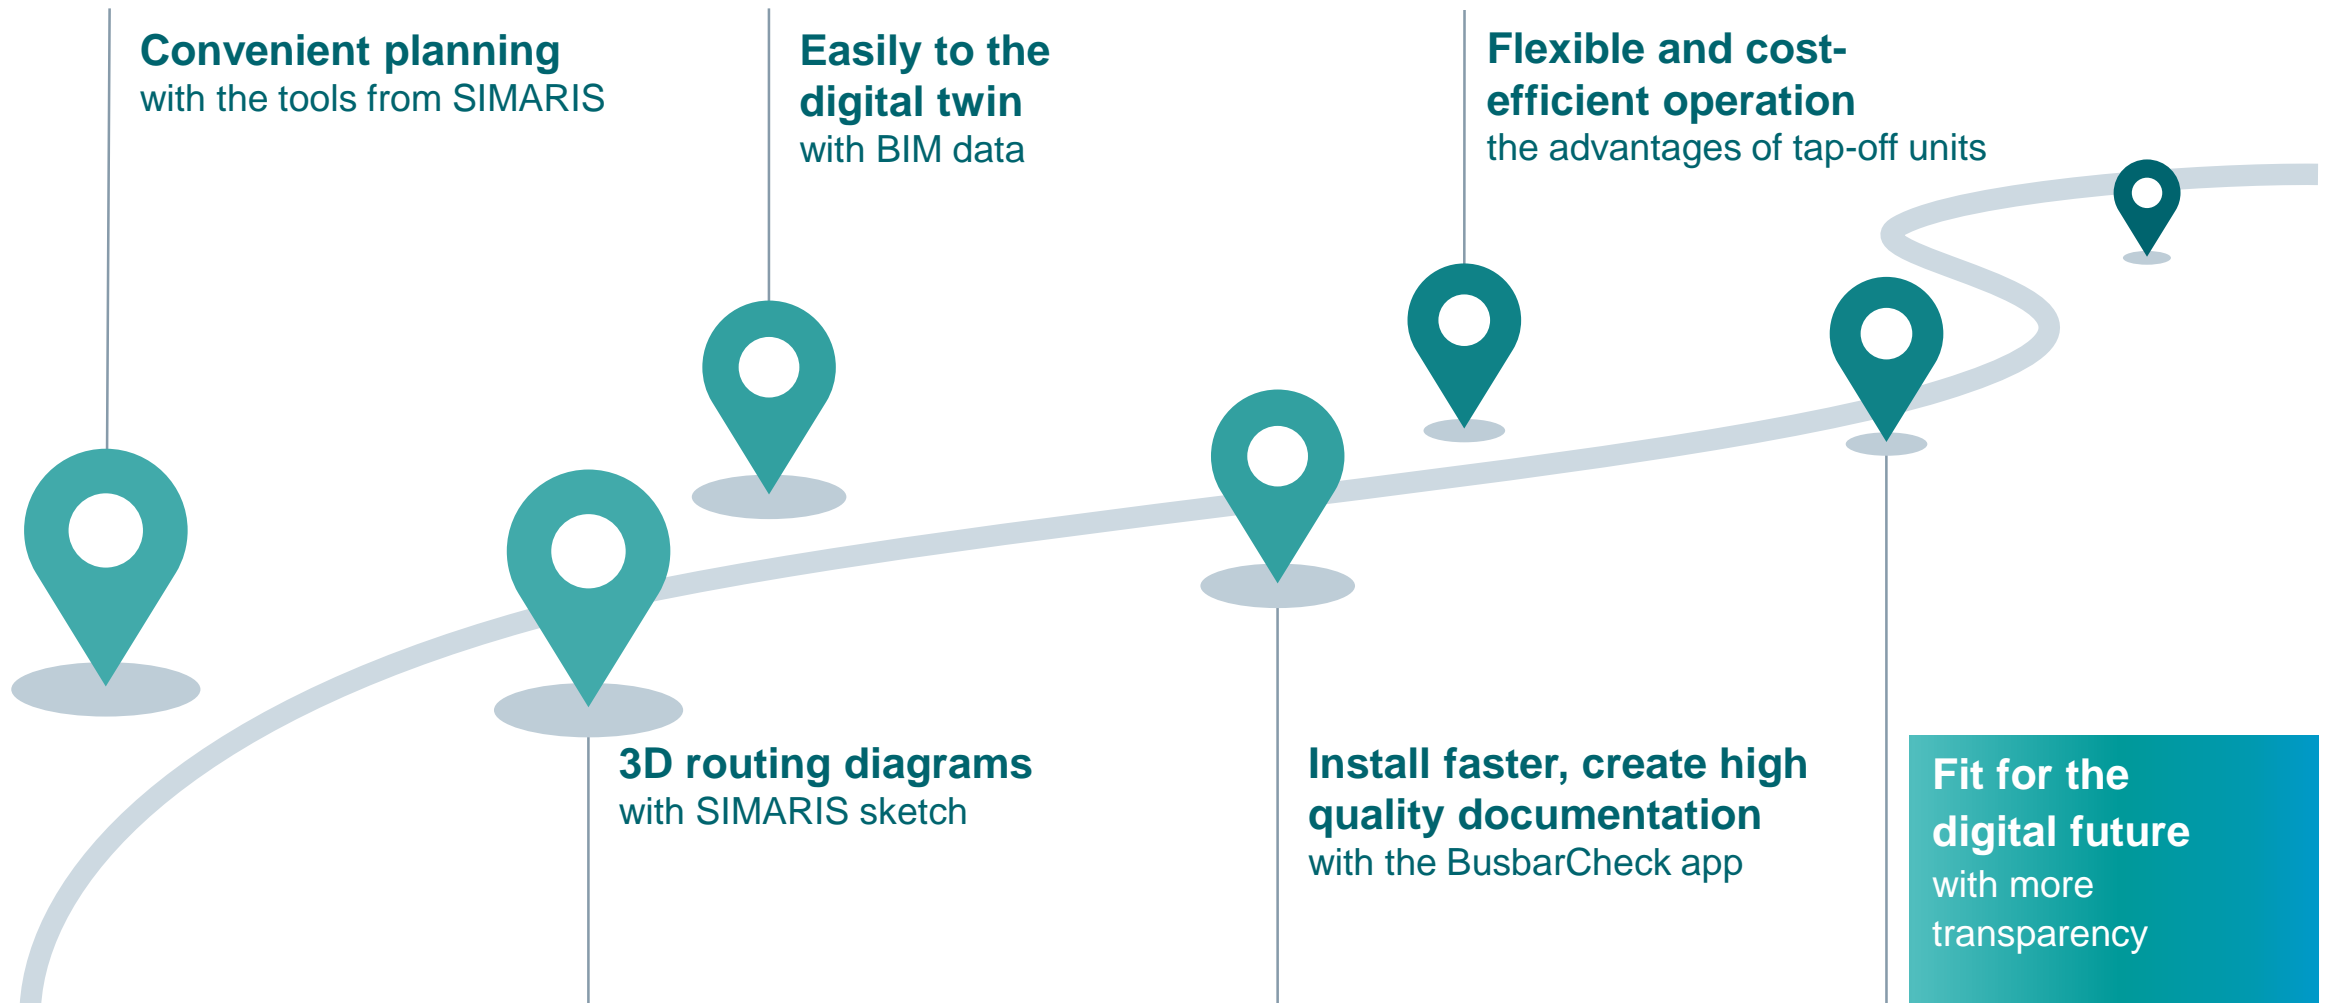 Convenient planning
with the tools from SIMARIS
Easily to the
digital twin
with BIM data
Flexible and cost-
efficient operation
the advantages of tap-off units
3D routing diagrams
with SIMARIS sketch
Install faster, create high
quality documentation
with the BusbarCheck app
Fit for the
digital future
with more
transparency